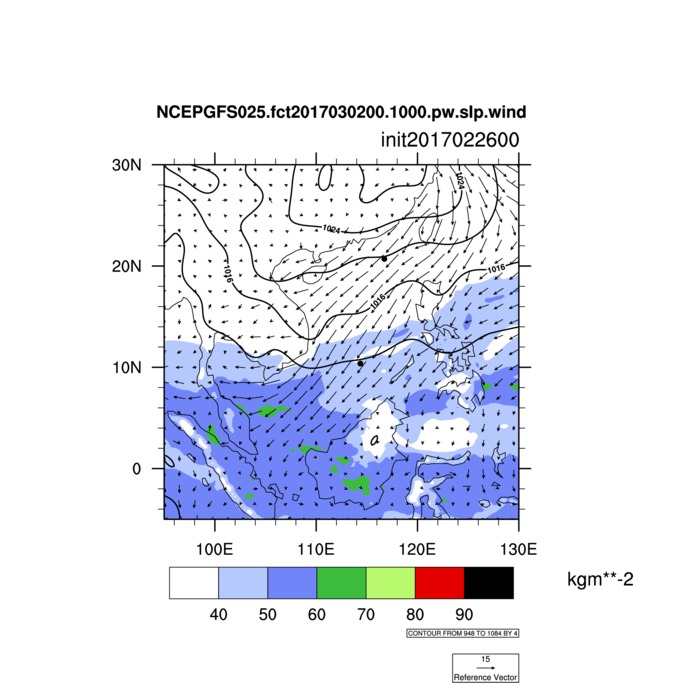 NCEPGFS025.fct2017030200.1000.pw.slp.wind
init2017022600
30N
1024
1024
20N
1016
1016
1016
10N
0
100E 110E 120E 130E
kgm**-2
40 50 60 70 80 90
CONTOUR FROM 948 TO 1084 BY 4
15
Reference Vector